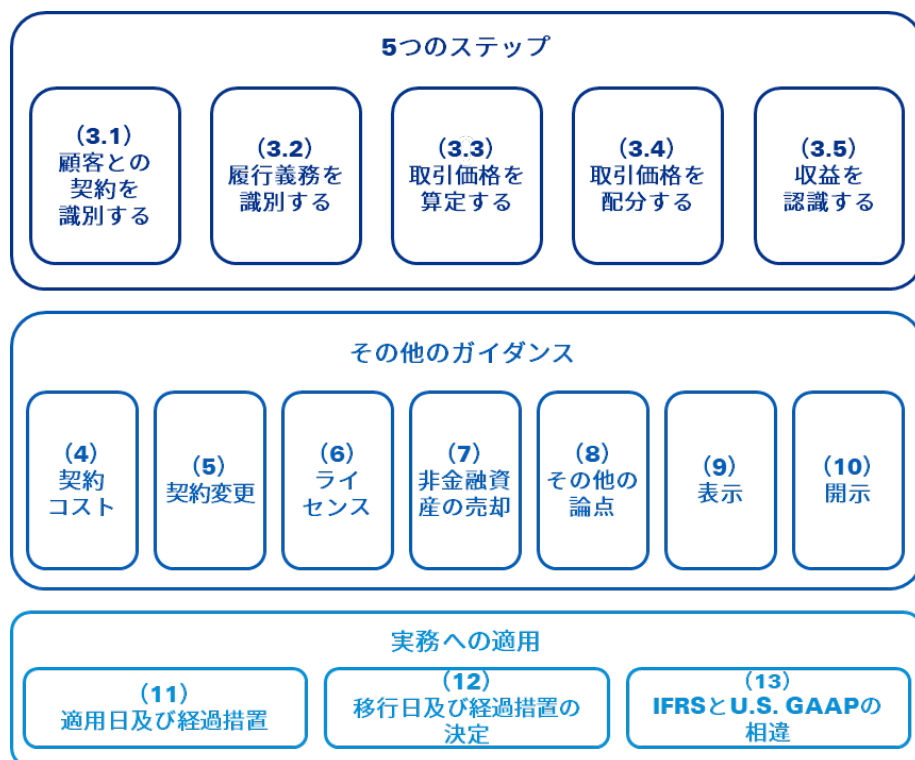 5つのステップ
（3.1）
顧客との
契約を
識別する
（3.2）
履行義務を
識別する
（3.3）
取引価格を
算定する
（3.4）
取引価格を
配分する
（3.5）
収益を
認識する
その他のガイダンス
（4）
契約
コスト
（5）
契約変更
（6）
ライ
センス
（7）
非金融資
産の売却
（8）
その他の
論点
（9）
表示
（10）
開示
実務への適用
（11）
適用日及び経過措置
（12）
移行日及び経過措置の
決定
（13）
IFRSとU.S. GAAPの
相違